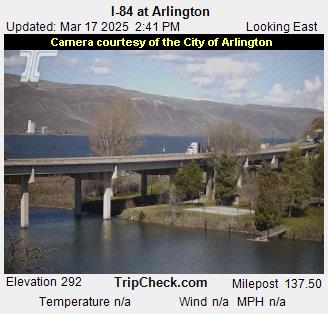 I-84 at Arlington
Updated: Mar 17 2025 2:41 PM Looking East
Camera courtesy of the City of Arlington
Elevation 292 TripCheck.com Milepost 137.50
Temperature n/a Wind n/a MPH n/a